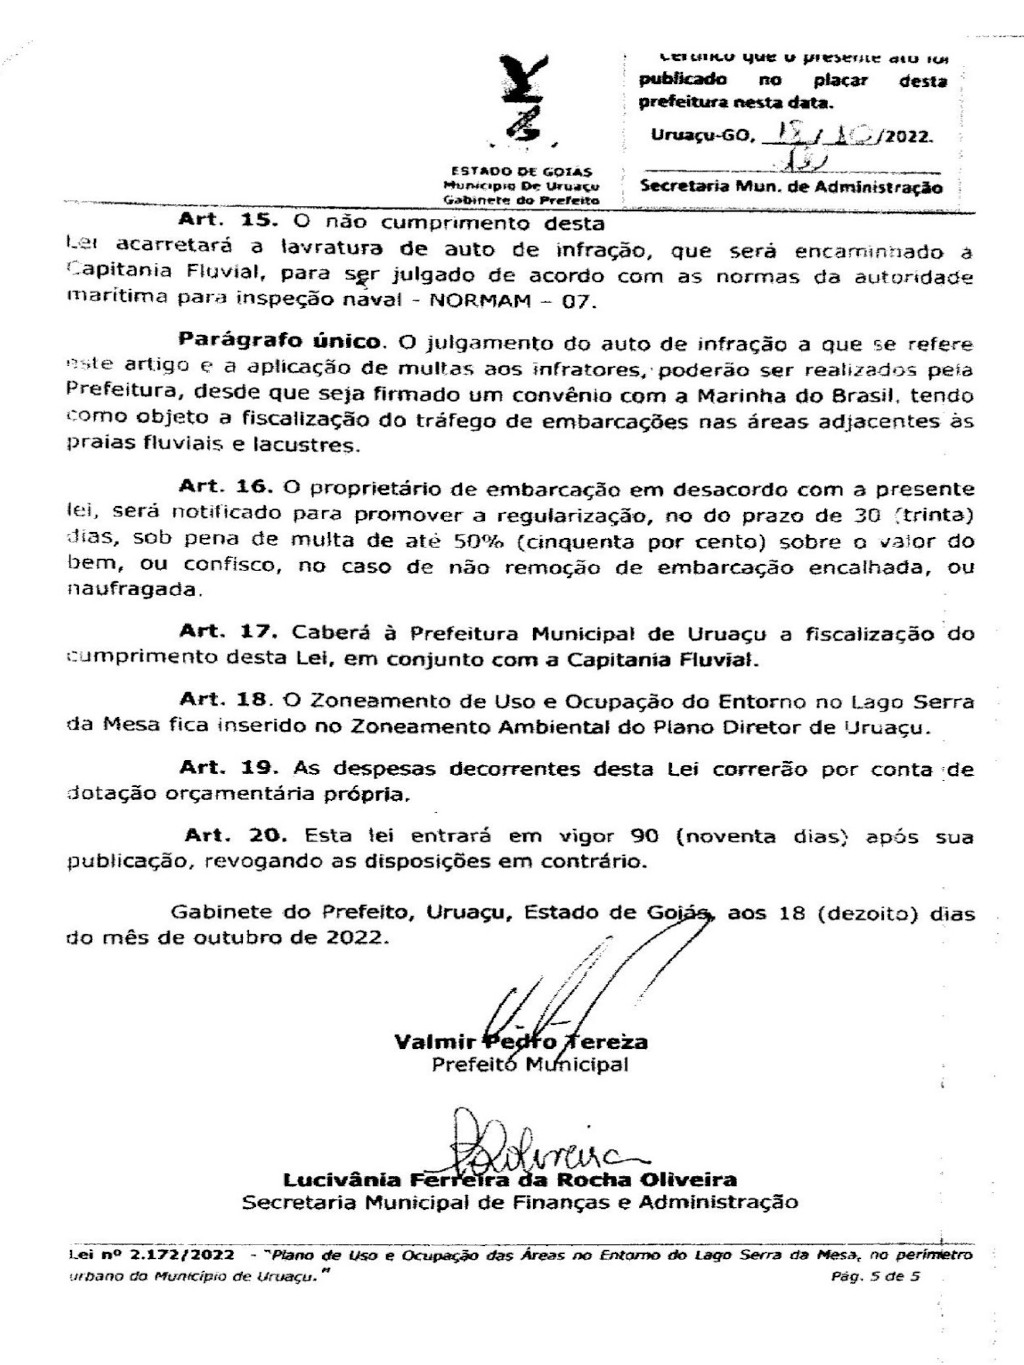 Certifico que o presente ato foi
publicado no placar desta
prefeitura nesta data.
Uruaçu-GO, 18/10/2022.
Secretaria Mun. de Administração
ESTADO DE GOIÁS
Município De Uruaçu
Gabinete do Prefeito
Art. 15. O não cumprimento desta
Lei acarretará a lavratura de auto de infração, que será encaminhado a
Capitania Fluvial, para ser julgado de acordo com as normas da autoridade
marítima para inspeção naval - NORMAM – 07.
Parágrafo único. O julgamento do auto de infração a que se refere
este artigo e a aplicação de multas aos infratores, poderão ser realizados pela
Prefeitura, desde que seja firmado um convênio com a Marinha do Brasil, tendo
como objeto a fiscalização do tráfego de embarcações nas áreas adjacentes às
praias fluviais e lacustres.
Art. 16. O proprietário de embarcação em desacordo com a presente
lei, será notificado para promover a regularização, no do prazo de 30 (trinta)
dias, sob pena de multa de até 50% (cinquenta por cento) sobre o valor do
bem, ou confisco, no caso de não remoção de embarcação encalhada, ou
naufragada.
Art. 17. Caberá à Prefeitura Municipal de Uruaçu a fiscalização do
cumprimento desta Lei, em conjunto com a Capitania Fluvial.
Art. 18. O Zoneamento de Uso e Ocupação do Entorno no Lago Serra
da Mesa fica inserido no Zoneamento Ambiental do Plano Diretor de Uruaçu.
Art. 19. As despesas decorrentes desta Lei correrão por conta de
dotação orçamentária própria.
Art. 20. Esta lei entrará em vigor 90 (noventa dias) após sua
publicação, revogando as disposições em contrário.
Gabinete do Prefeito, Uruaçu, Estado de Goiás, aos 18 (dezoito) dias
do mês de outubro de 2022.
Valmir Pedro Tereza
Prefeito Municipal
Lucivânia Ferreira da Rocha Oliveira
Secretaria Municipal de Finanças e Administração
Lei nº 2.172/2022 - "Plano de Uso e Ocupação das Áreas no Entorno do Lago Serra da Mesa, no perímetro
urbano do Município de Uruaçu."
Pág. 5 de 5